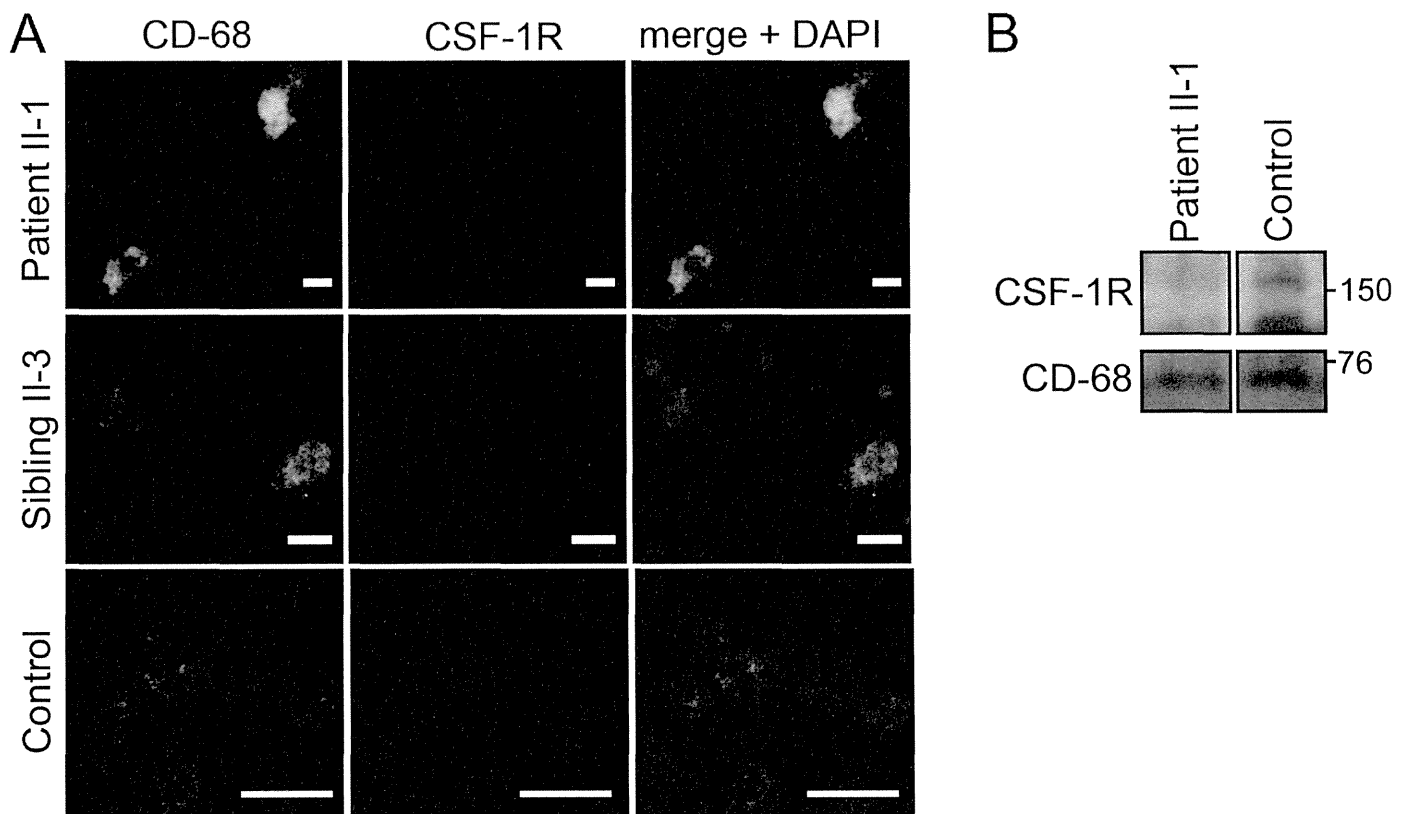 A
B
CD-68 CSF-1R merge + DAPI
Patient II-1
Sibling II-3
Control
Patient II-1
Control
CSF-1R
-150
CD-68
-76